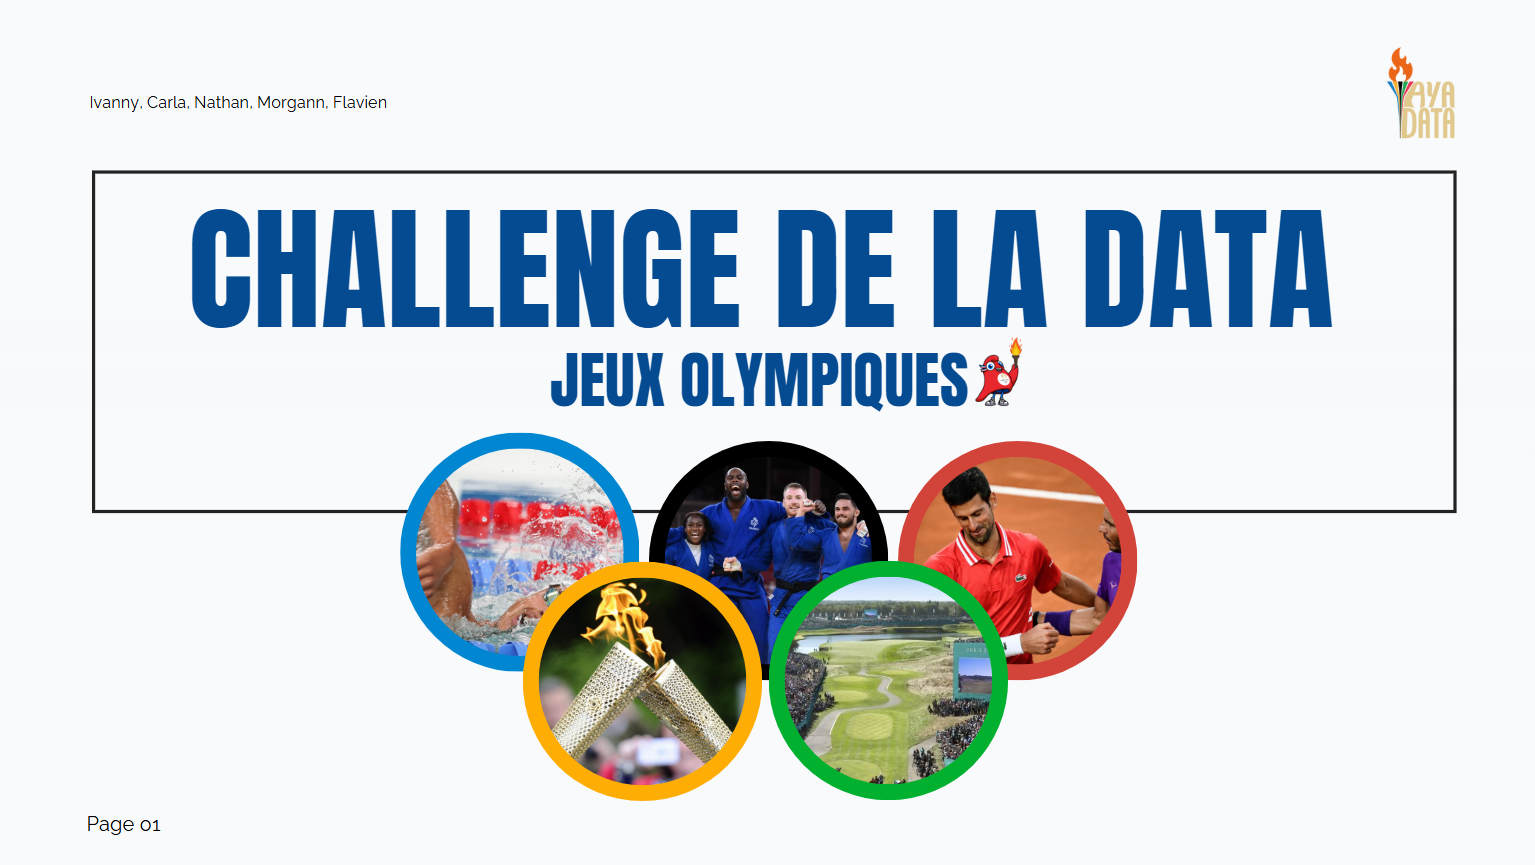 Ivanny, Carla, Nathan, Morgann, Flavien
AYA
DATA
CHALLENGE DE LA DATA
JEUX OLYMPIQUES
Page 01